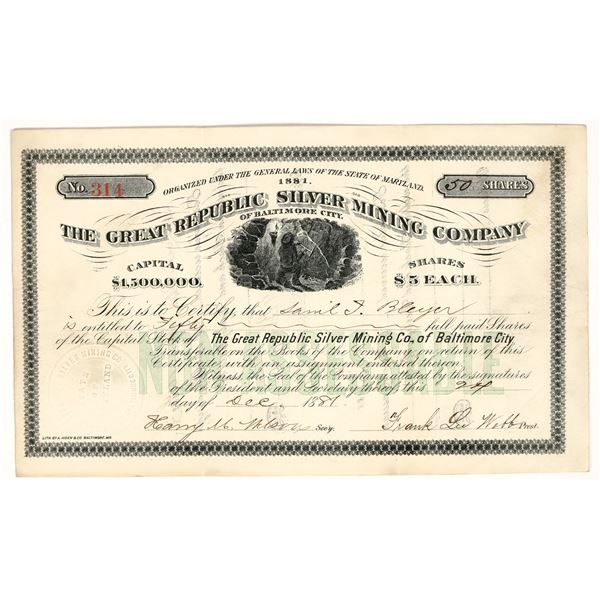 ORGANIZED UNDER THE GENERAL LAWS OF THE STATE OF MARYLAND.
1881.
No. 314
50 SHARES
THE GREAT REPUBLIC SILVER MINING COMPANY
OF BALTIMORE CITY.
CAPITAL
$1,500,000.
SHARES
$5 EACH.
This is to Certify, that Saml I. Bleyer
is entitled to Fifty full paid Shares
of the Capital Stock of The Great Republic Silver Mining Co. of Baltimore City
Transferable on the Books of the Company on return of this
Certificate with an assignment endorsed thereon.
Witness the Seal of the Company attested by the signatures
of the President and Secretary thereof this 24
day of Dec 1881
Harry M. Wilson Secy. Frank Lee Webb Prest.
LITH. BY A. HOEN & CO. BALTIMORE, MD.